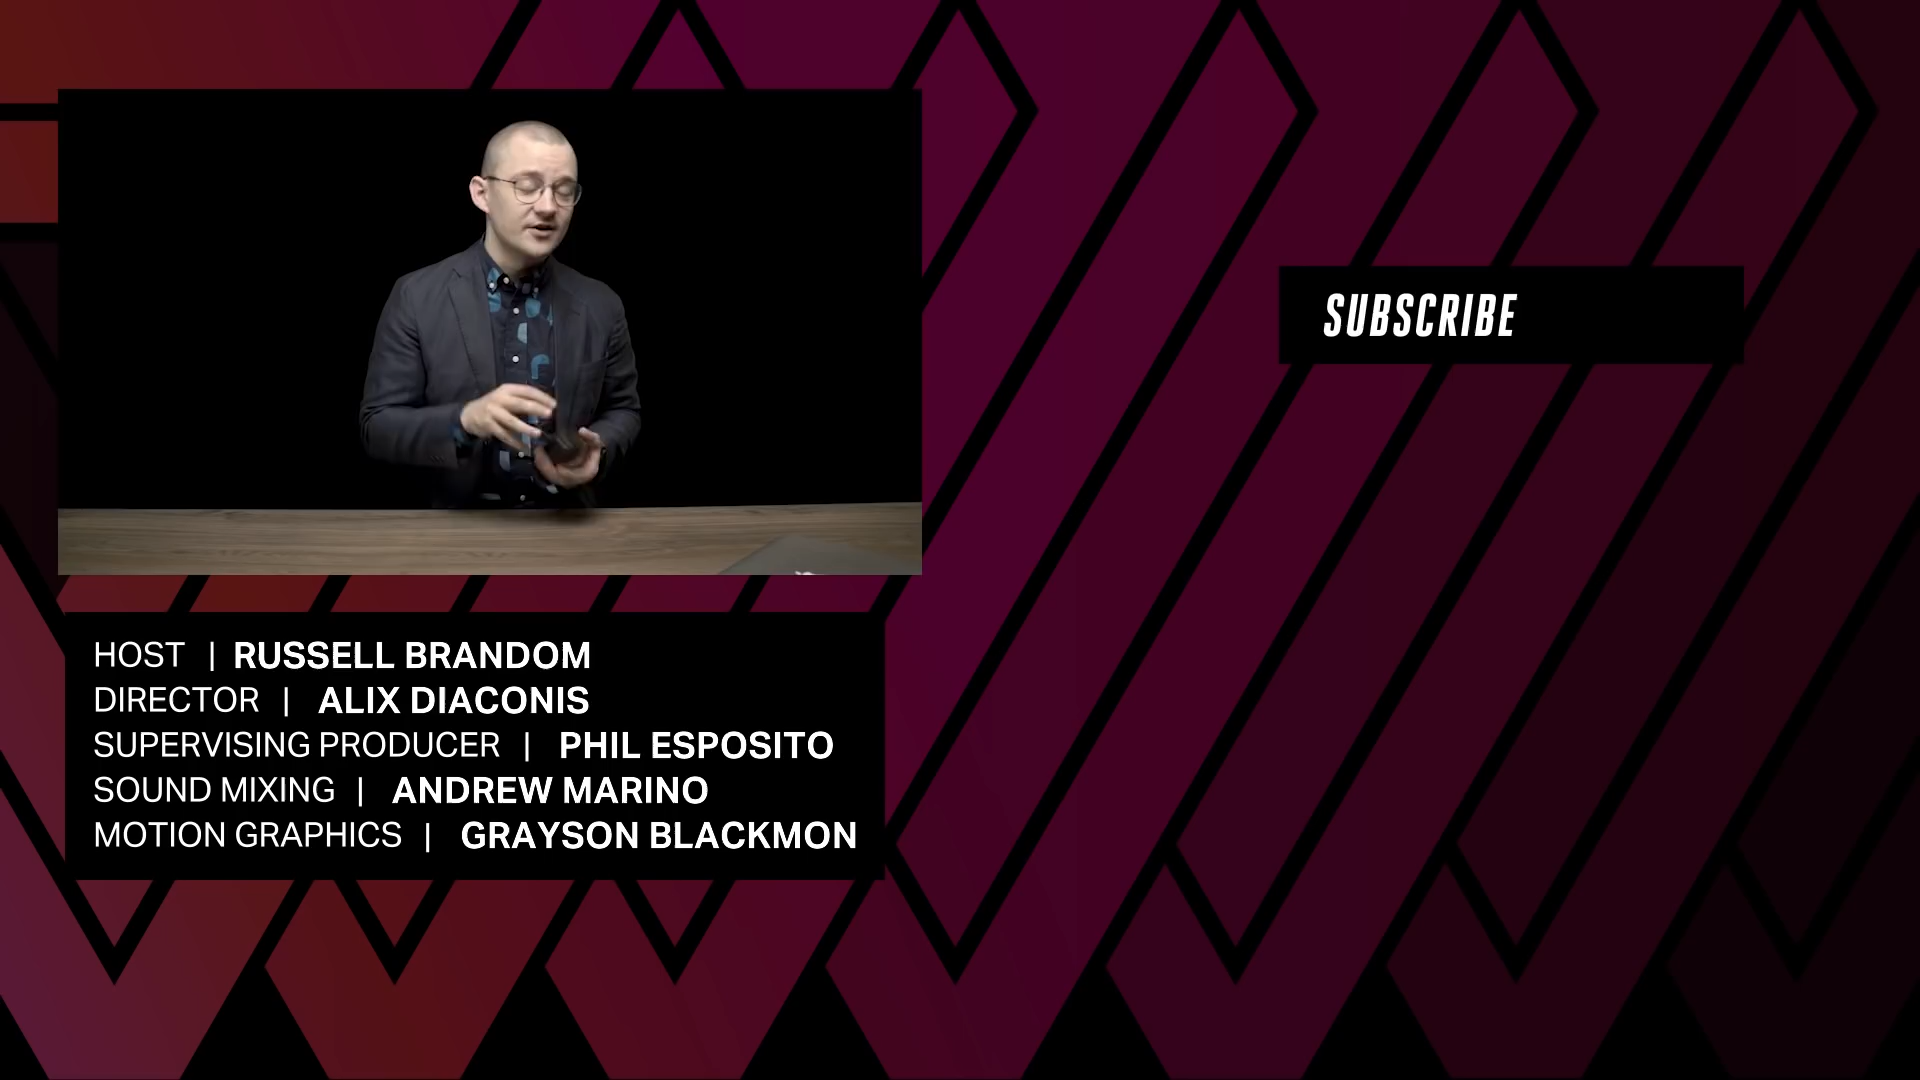 SUBSCRIBE
HOST | RUSSELL BRANDOM
DIRECTOR | ALIX DIACONIS
SUPERVISING PRODUCER | PHIL ESPOSITO
SOUND MIXING | ANDREW MARINO
MOTION GRAPHICS | GRAYSON BLACKMON